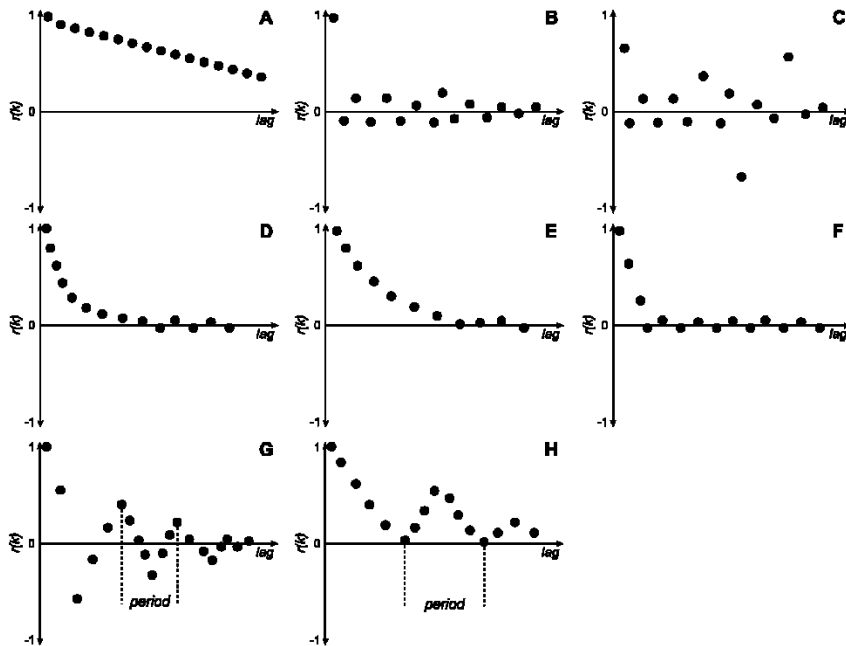 1 A
r(k) 0
lag
-1
1 B
r(k) 0
lag
-1
1 C
r(k) 0
lag
-1
1 D
r(k) 0
lag
-1
1 E
r(k) 0
lag
-1
1 F
r(k) 0
lag
-1
1 G
r(k) 0
lag
period
-1
1 H
r(k) 0
lag
period
-1